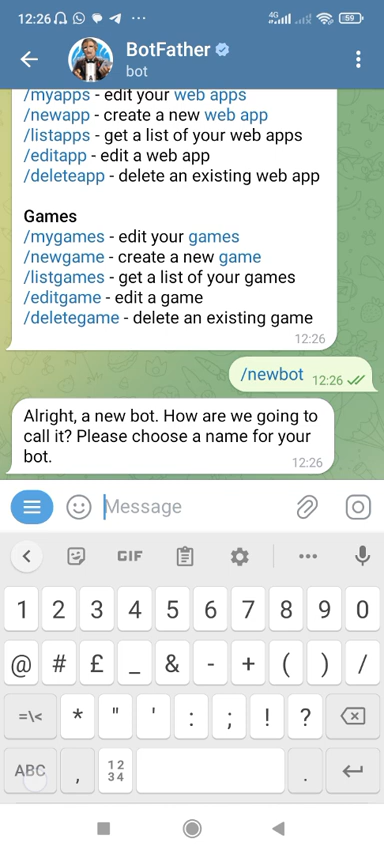 12:26 ... 4G 59
BotFather
bot
/myapps - edit your web apps
/newapp - create a new web app
/listapps - get a list of your web apps
/editapp - edit a web app
/deleteapp - delete an existing web app
Games
/mygames - edit your games
/newgame - create a new game
/listgames - get a list of your games
/editgame - edit a game
/deletegame - delete an existing game
12:26
/newbot 12:26
Alright, a new bot. How are we going to
call it? Please choose a name for your
bot.
12:26
Message
GIF
1 2 3 4 5 6 7 8 9 0
@ # £ _ & - + ( ) /
=\< * " ' : ; ! ?
ABC , 12 34 .